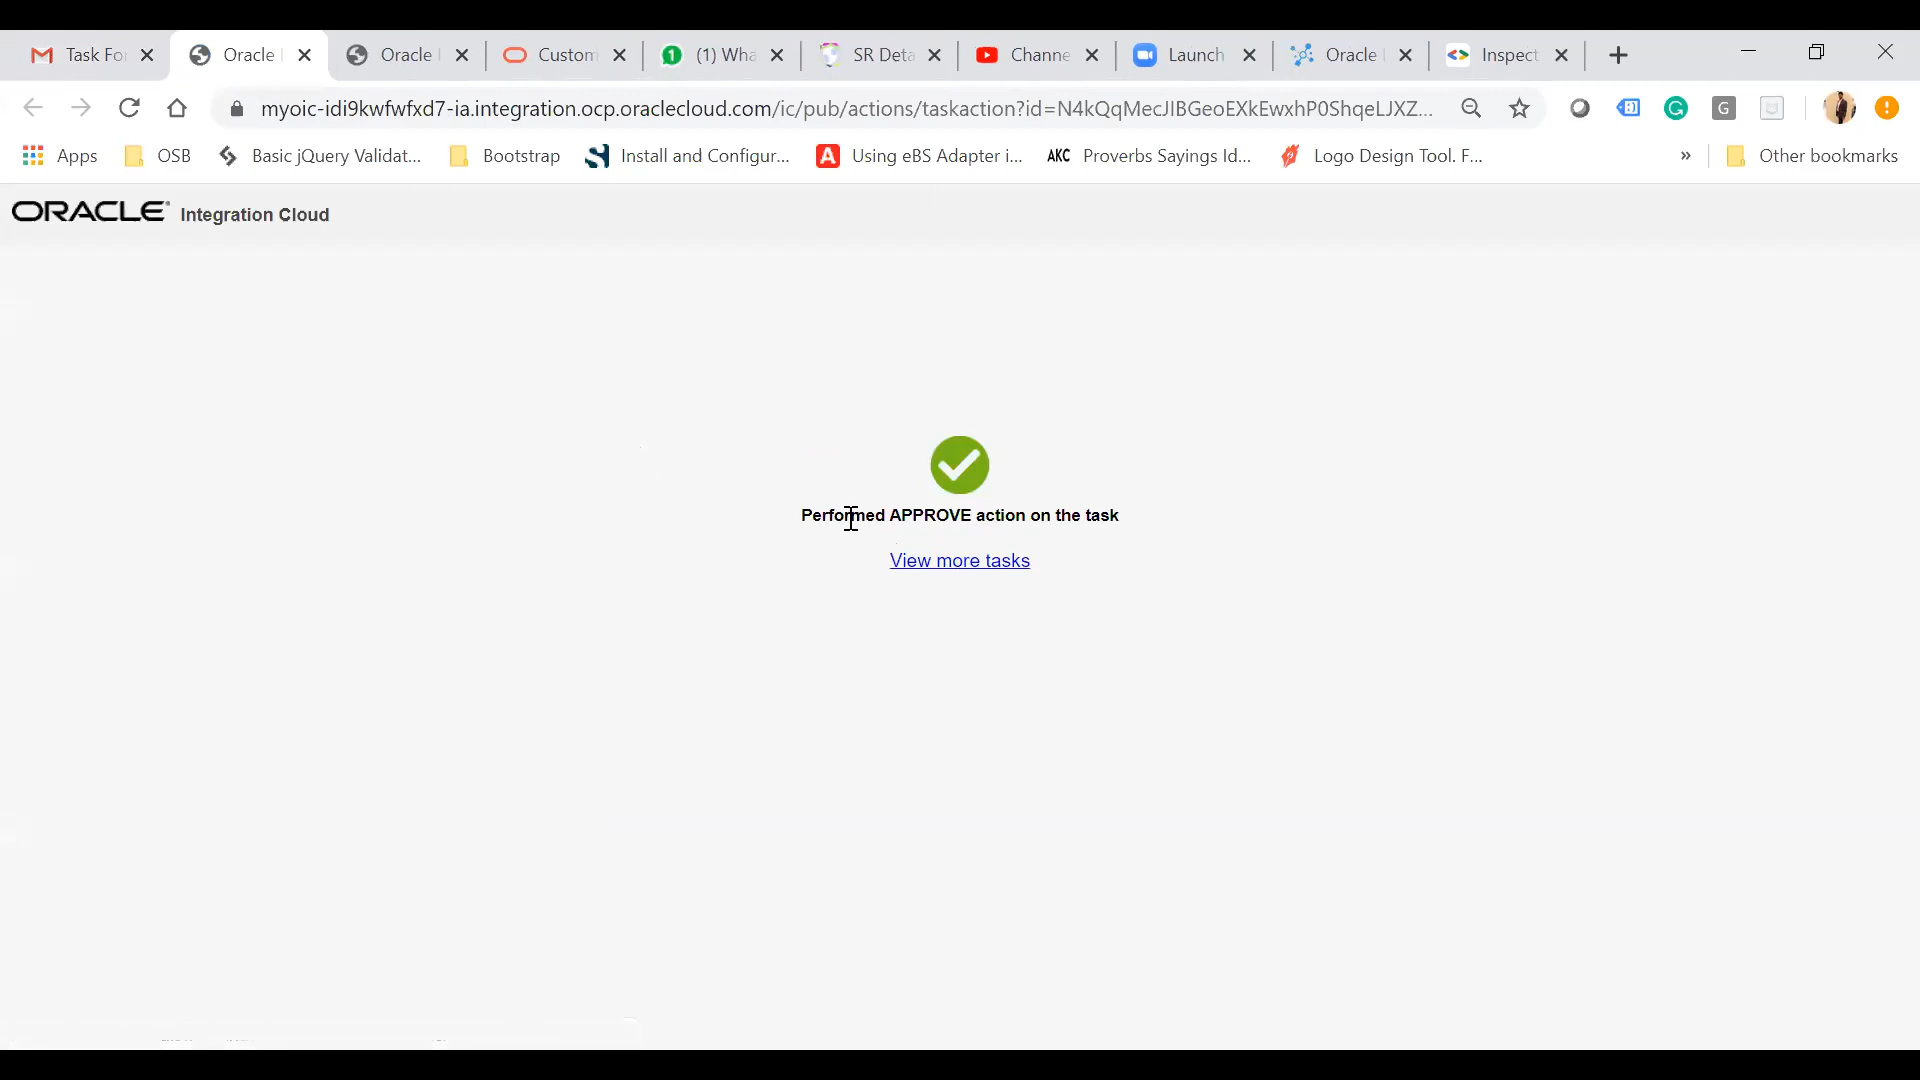 Task Fo
Oracle
Oracle
Custom
(1) Wha
SR Deta
Channe
Launch
Oracle
Inspect
myoic-idi9kwfwfxd7-ia.integration.ocp.oraclecloud.com/ic/pub/actions/taskaction?id=N4kQqMecJIBGeoEXkEwxhP0ShqeLJXZ...
Apps
OSB
Basic jQuery Validat...
Bootstrap
Install and Configur...
Using eBS Adapter i...
AKC Proverbs Sayings Id...
Logo Design Tool. F...
»
Other bookmarks
ORACLE® Integration Cloud
Performed APPROVE action on the task
View more tasks